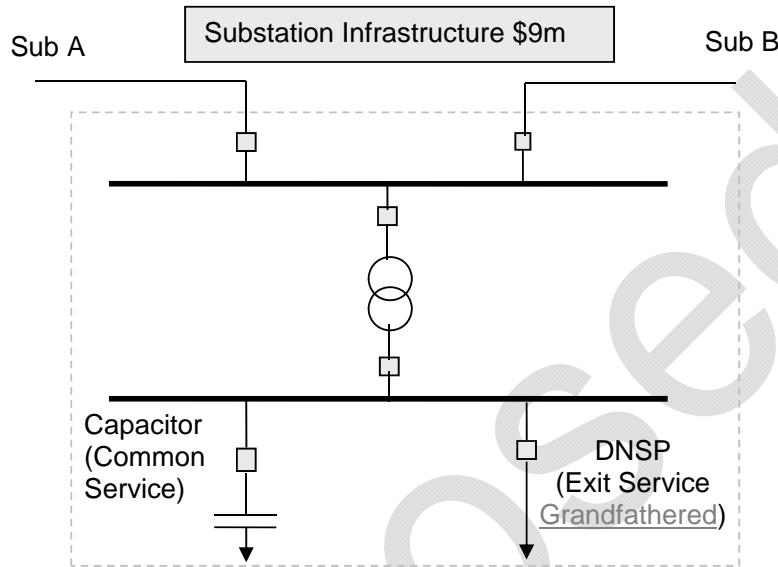 Substation Infrastructure $9m
Sub A
Sub B
Capacitor
(Common
Service)
DNSP
(Exit Service
Grandfathered)